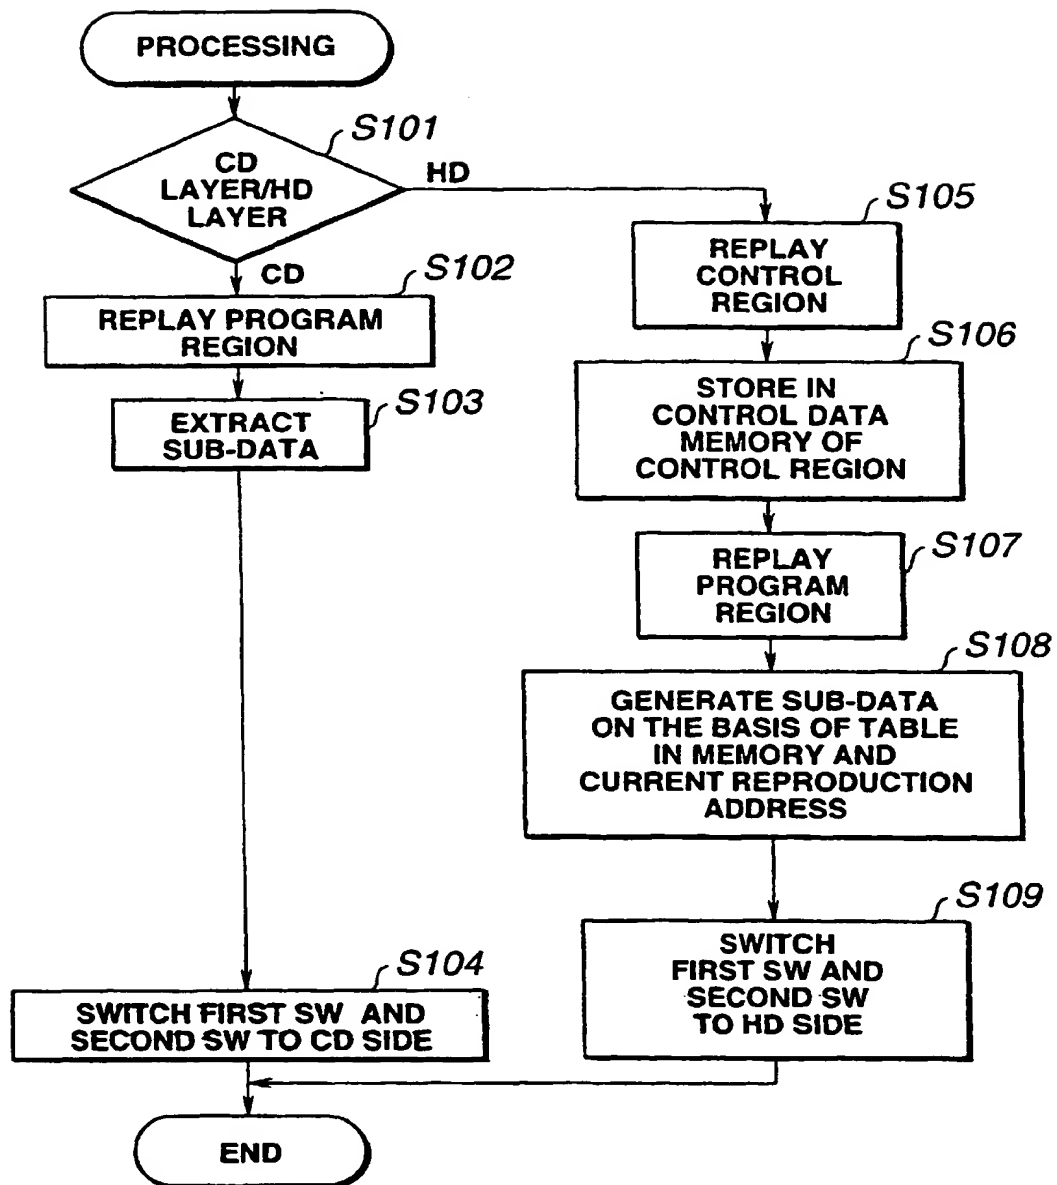 PROCESSING
S101
CD
LAYER/HD
LAYER
HD
CD
S102
REPLAY PROGRAM
REGION
S103
EXTRACT
SUB-DATA
S104
SWITCH FIRST SW AND
SECOND SW TO CD SIDE
S105
REPLAY
CONTROL
REGION
S106
STORE IN
CONTROL DATA
MEMORY OF
CONTROL REGION
S107
REPLAY
PROGRAM
REGION
S108
GENERATE SUB-DATA
ON THE BASIS OF TABLE
IN MEMORY AND
CURRENT REPRODUCTION
ADDRESS
S109
SWITCH
FIRST SW AND
SECOND SW
TO HD SIDE
END